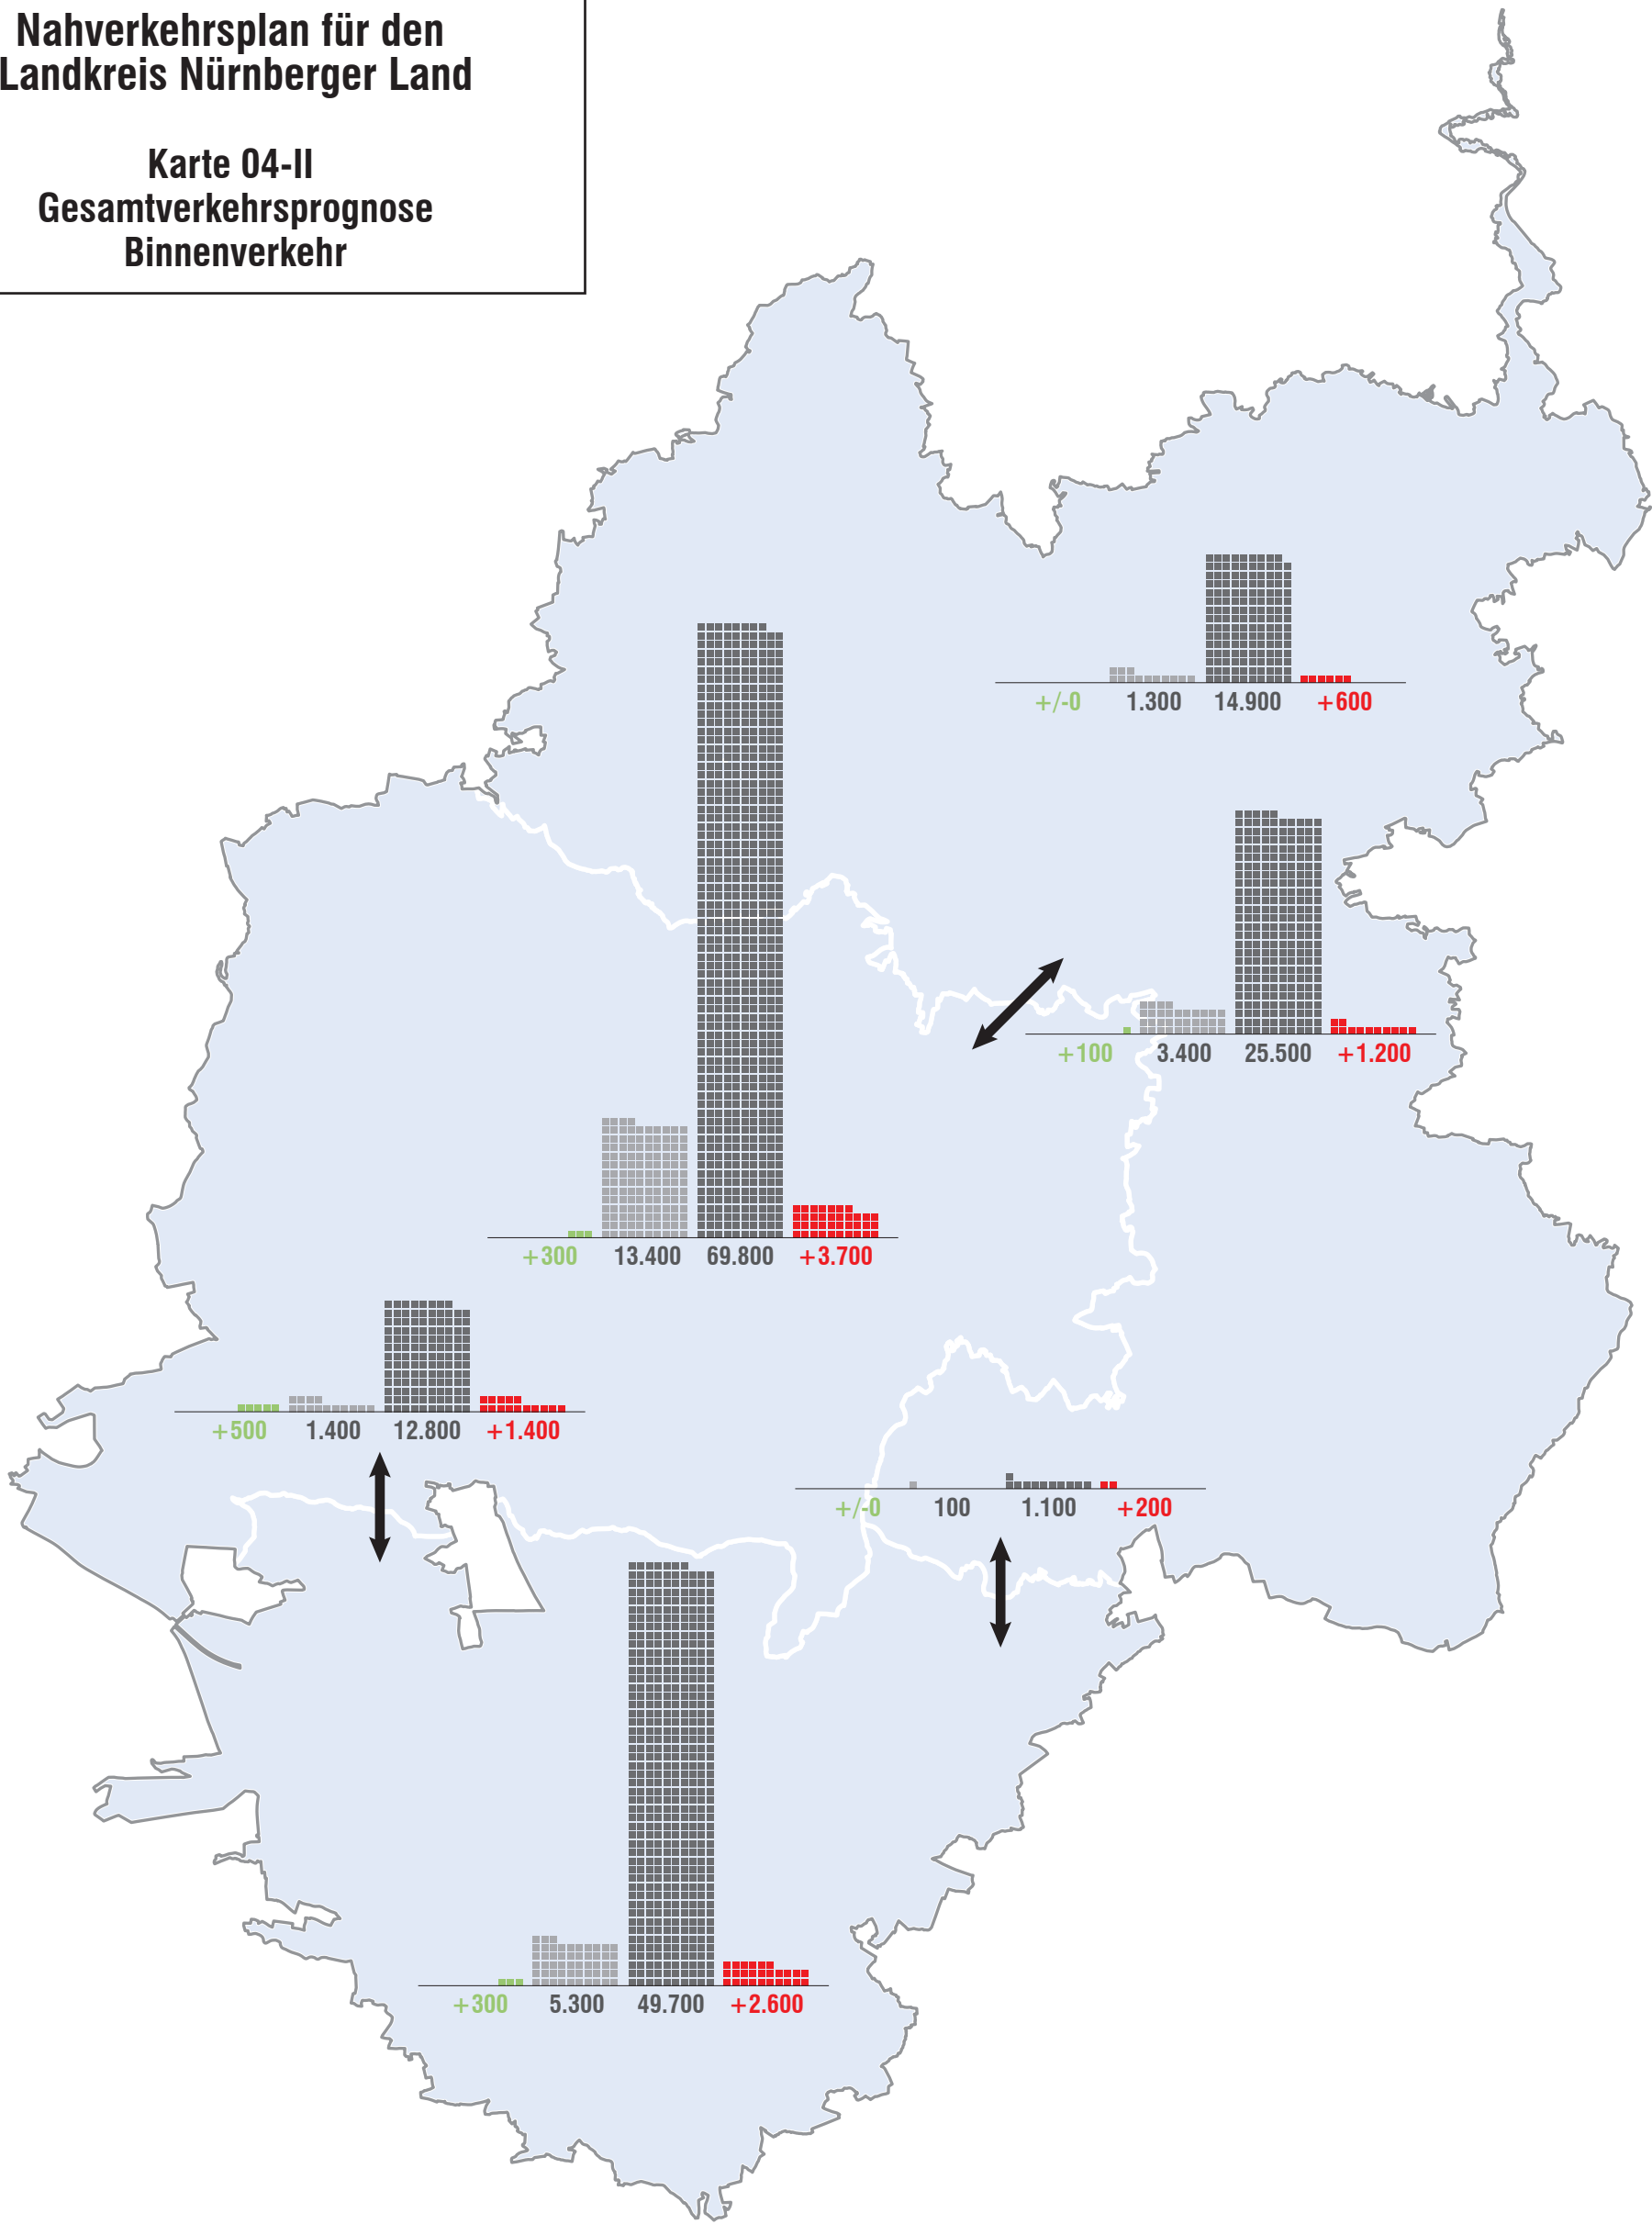 Nahverkehrsplan für den
Landkreis Nürnberger Land
Karte 04-II
Gesamtverkehrsprognose
Binnenverkehr
+/-0 1.300 14.900 +600
+100 3.400 25.500 +1.200
+300 13.400 69.800 +3.700
+500 1.400 12.800 +1.400
+/-0 100 1.100 +200
+300 5.300 49.700 +2.600